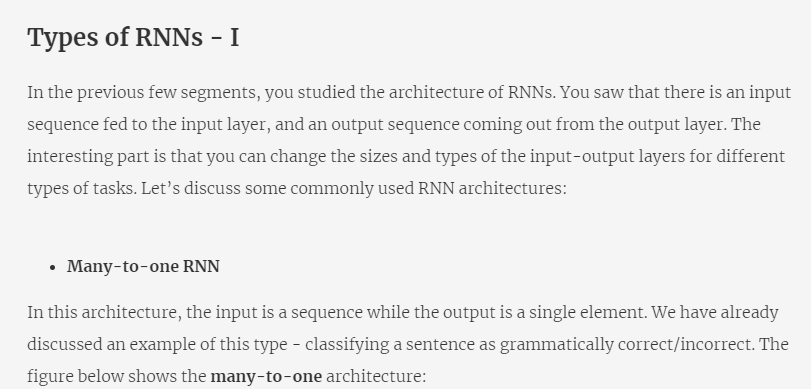 Types of RNNs - I
In the previous few segments, you studied the architecture of RNNs. You saw that there is an input
sequence fed to the input layer, and an output sequence coming out from the output layer. The
interesting part is that you can change the sizes and types of the input-output layers for different
types of tasks. Let’s discuss some commonly used RNN architectures:
• Many-to-one RNN
In this architecture, the input is a sequence while the output is a single element. We have already
discussed an example of this type - classifying a sentence as grammatically correct/incorrect. The
figure below shows the many-to-one architecture: